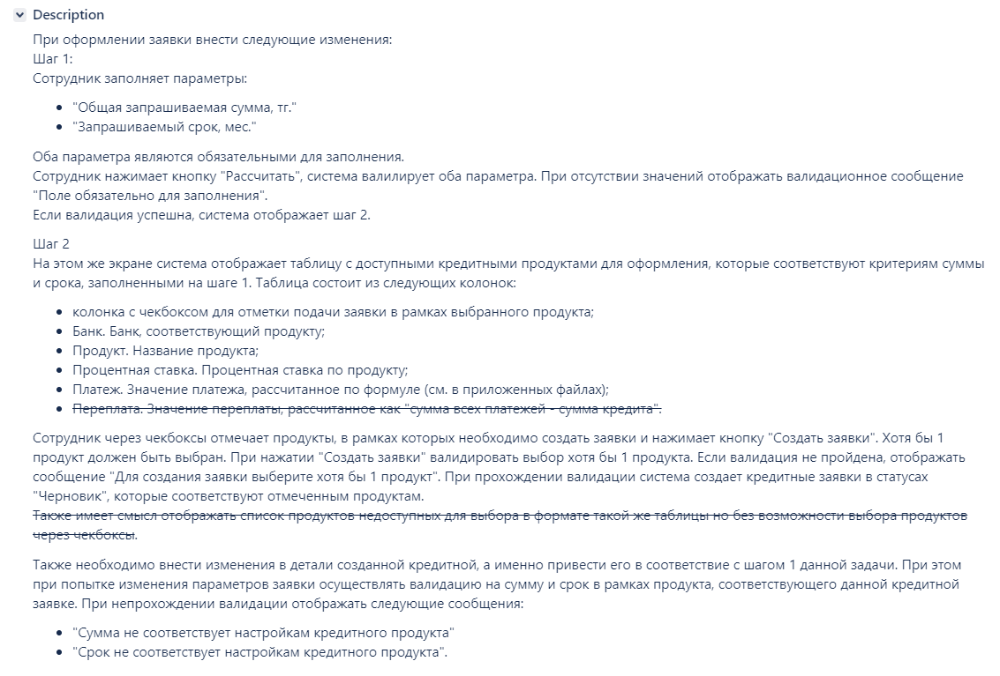 Description
При оформлении заявки внести следующие изменения:
Шаг 1:
Сотрудник заполняет параметры:
• "Общая запрашиваемая сумма, тг."
• "Запрашиваемый срок, мес."
Оба параметра являются обязательными для заполнения.
Сотрудник нажимает кнопку "Рассчитать", система валилирует оба параметра. При отсутствии значений отображать валидационное сообщение
"Поле обязательно для заполнения".
Если валидация успешна, система отображает шаг 2.
Шаг 2
На этом же экране система отображает таблицу с доступными кредитными продуктами для оформления, которые соответствуют критериям суммы
и срока, заполненными на шаге 1. Таблица состоит из следующих колонок:
• колонка с чекбоксом для отметки подачи заявки в рамках выбранного продукта;
• Банк. Банк, соответствующий продукту;
• Продукт. Название продукта;
• Процентная ставка. Процентная ставка по продукту;
• Платеж. Значение платежа, рассчитанное по формуле (см. в приложенных файлах);
• Переплата. Значение переплаты, рассчитанное как "сумма всех платежей - сумма кредита".
Сотрудник через чекбоксы отмечает продукты, в рамках которых необходимо создать заявки и нажимает кнопку "Создать заявки". Хотя бы 1
продукт должен быть выбран. При нажатии "Создать заявки" валидировать выбор хотя бы 1 продукта. Если валидация не пройдена, отображать
сообщение "Для создания заявки выберите хотя бы 1 продукт". При прохождении валидации система создает кредитные заявки в статусах
"Черновик", которые соответствуют отмеченным продуктам.
Также имеет смысл отображать список продуктов недоступных для выбора в формате такой же таблицы но без возможности выбора продуктов
через чекбоксы.
Также необходимо внести изменения в детали созданной кредитной, а именно привести его в соответствие с шагом 1 данной задачи. При этом
при попытке изменения параметров заявки осуществлять валидацию на сумму и срок в рамках продукта, соответствующего данной кредитной
заявке. При непрохождении валидации отображать следующие сообщения:
• "Сумма не соответствует настройкам кредитного продукта"
• "Срок не соответствует настройкам кредитного продукта".